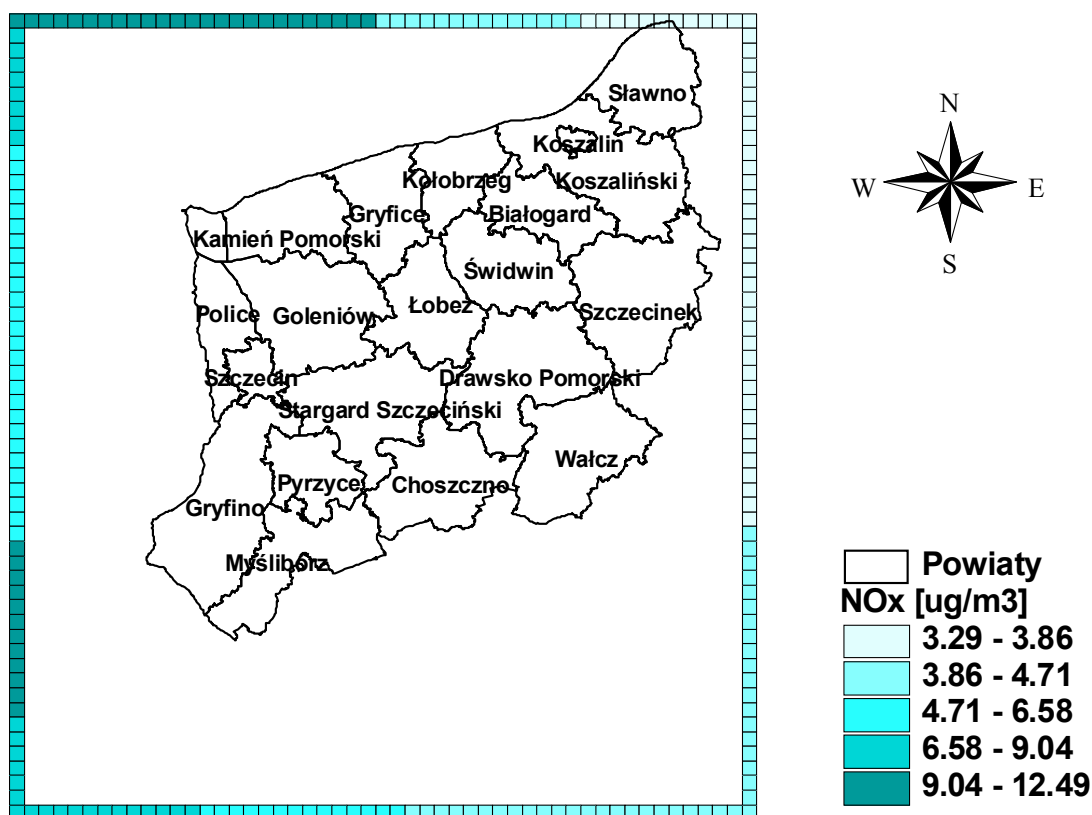 Sławno
N
Koszalin
Kołobrzeg
Koszaliński
W
E
Gryfice
Białogard
Kamień Pomorski
S
Świdwin
Łobez
Police
Goleniów
Szczecinek
Szczecin
Drawsko Pomorski
Stargard Szczeciński
Wałcz
Pyrzyce
Choszczno
Gryfino
Myślibórz
Powiaty
NOx [ug/m3]
3.29 - 3.86
3.86 - 4.71
4.71 - 6.58
6.58 - 9.04
9.04 - 12.49